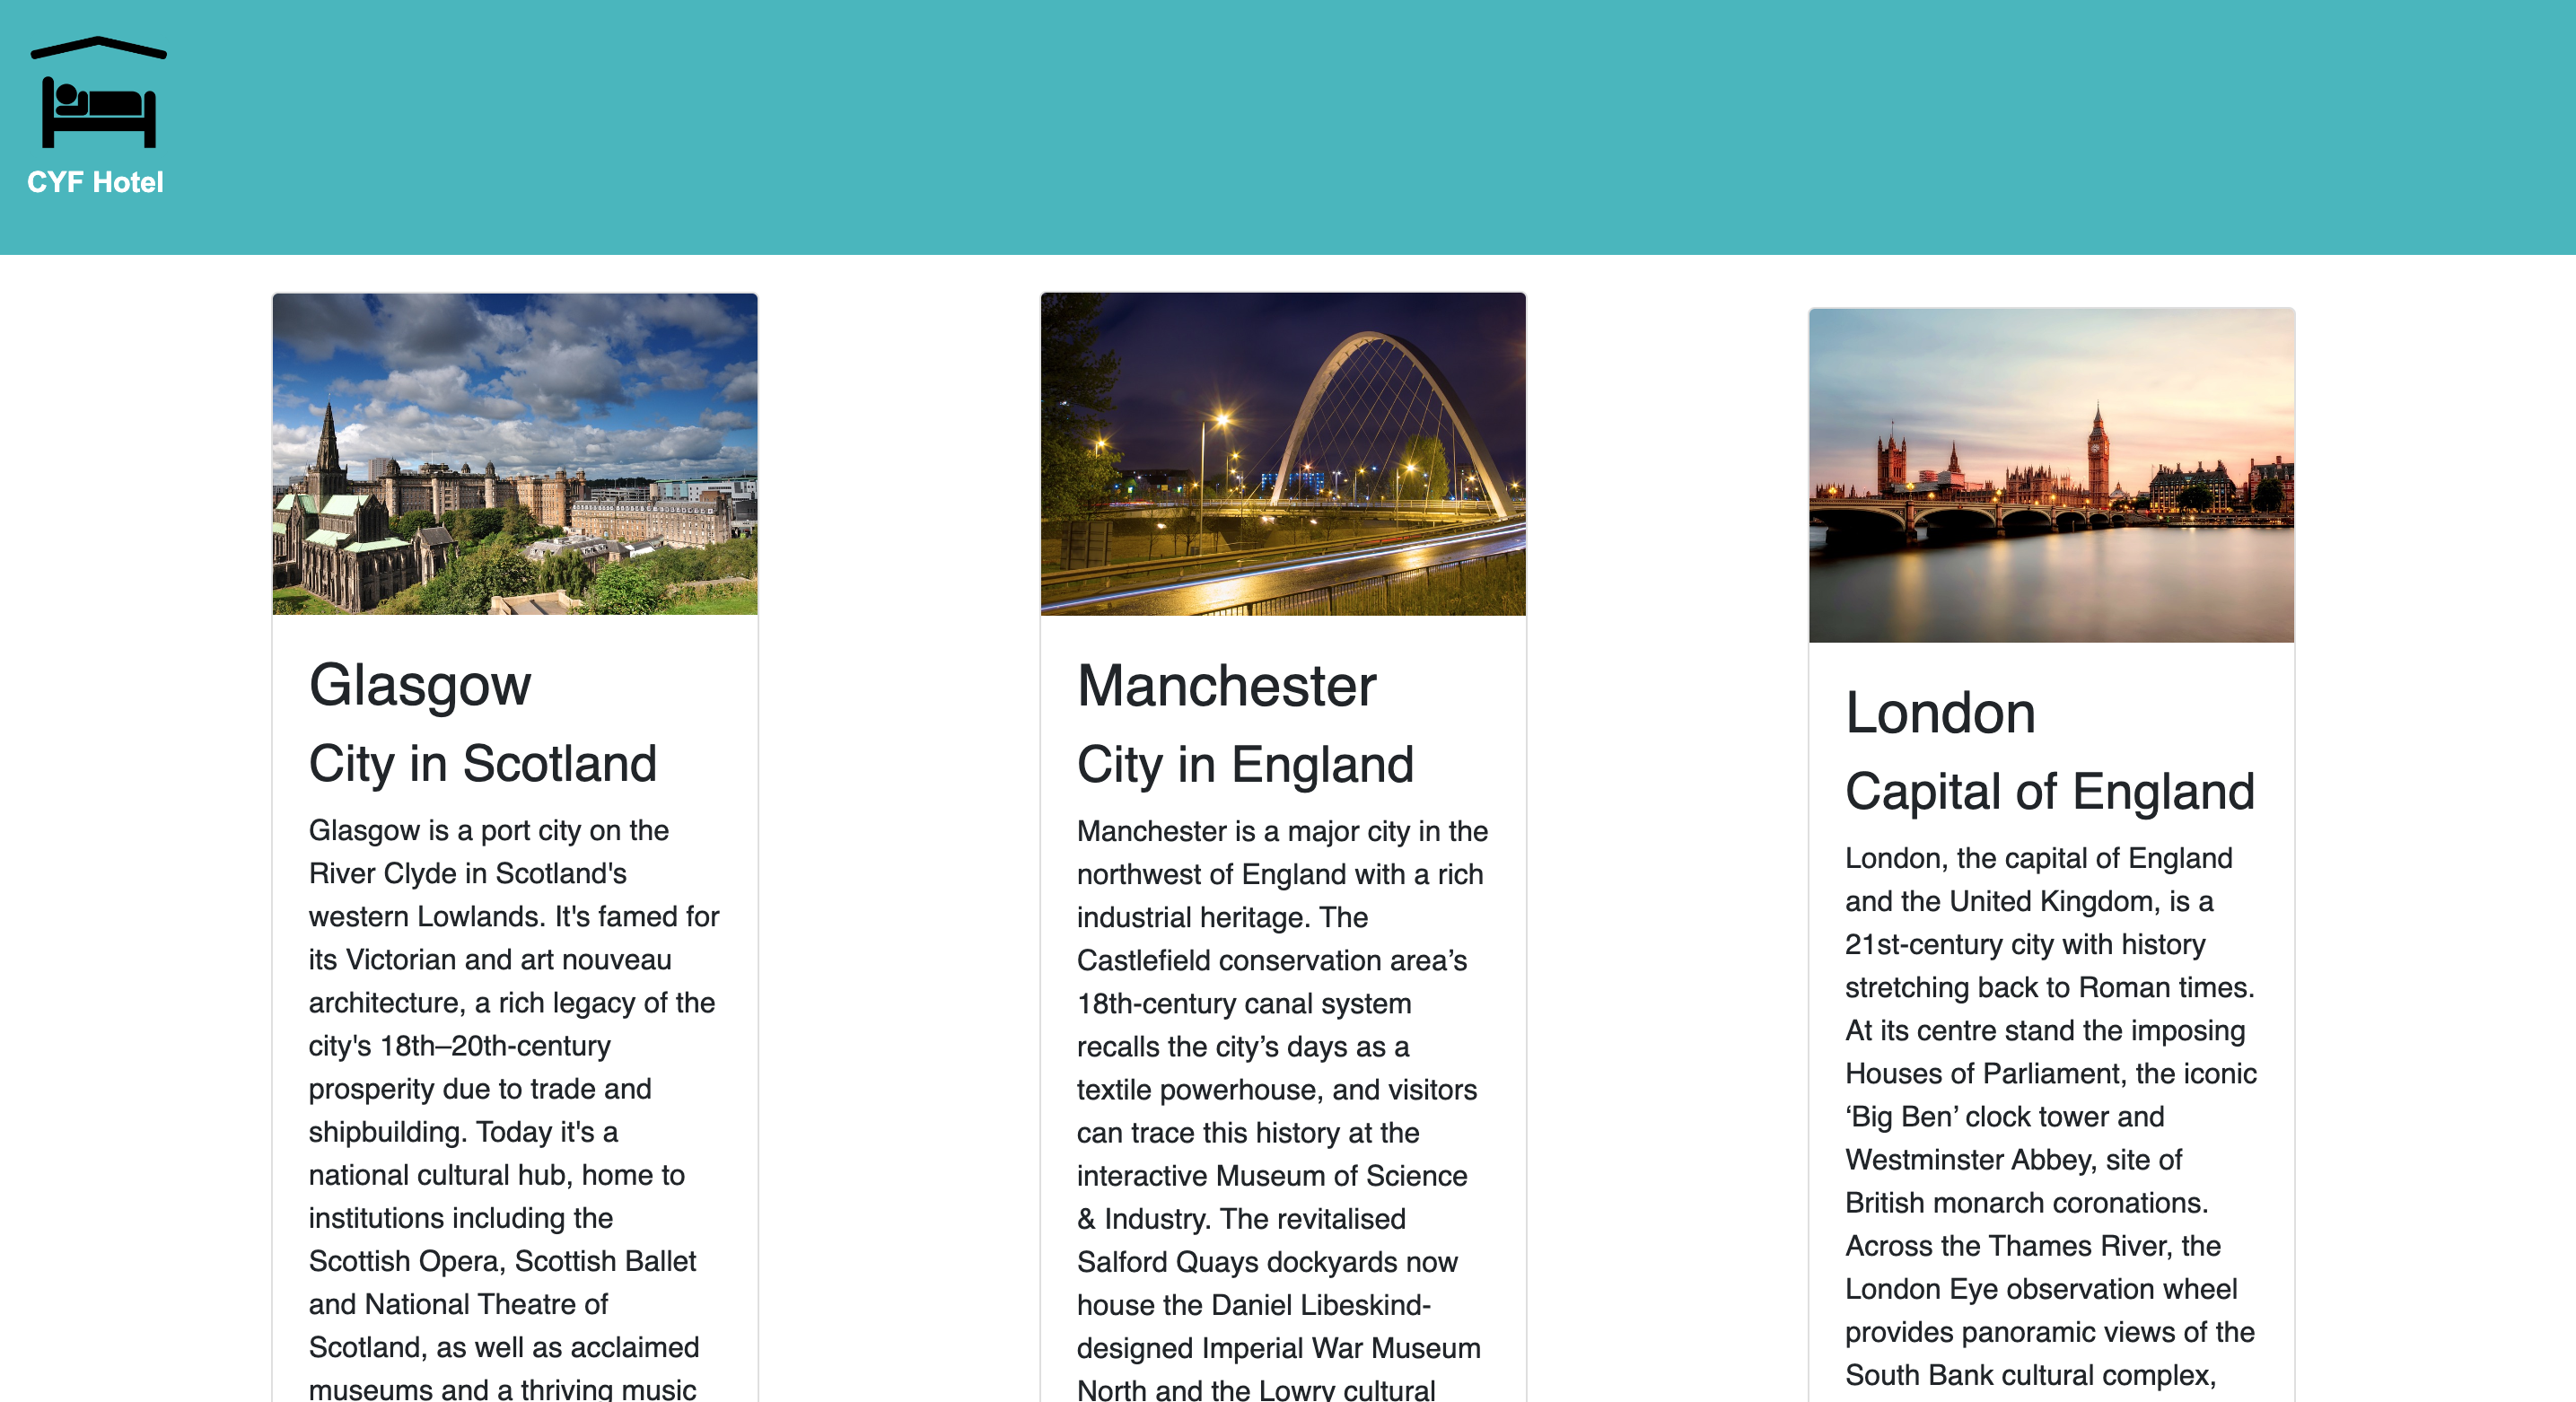 CYF Hotel
Glasgow
City in Scotland
Glasgow is a port city on the
River Clyde in Scotland's
western Lowlands. It's famed for
its Victorian and art nouveau
architecture, a rich legacy of the
city's 18th–20th-century
prosperity due to trade and
shipbuilding. Today it's a
national cultural hub, home to
institutions including the
Scottish Opera, Scottish Ballet
and National Theatre of
Scotland, as well as acclaimed
museums and a thriving music
Manchester
City in England
Manchester is a major city in the
northwest of England with a rich
industrial heritage. The
Castlefield conservation area’s
18th-century canal system
recalls the city’s days as a
textile powerhouse, and visitors
can trace this history at the
interactive Museum of Science
& Industry. The revitalised
Salford Quays dockyards now
house the Daniel Libeskind-
designed Imperial War Museum
North and the Lowry cultural
London
Capital of England
London, the capital of England
and the United Kingdom, is a
21st-century city with history
stretching back to Roman times.
At its centre stand the imposing
Houses of Parliament, the iconic
‘Big Ben’ clock tower and
Westminster Abbey, site of
British monarch coronations.
Across the Thames River, the
London Eye observation wheel
provides panoramic views of the
South Bank cultural complex,